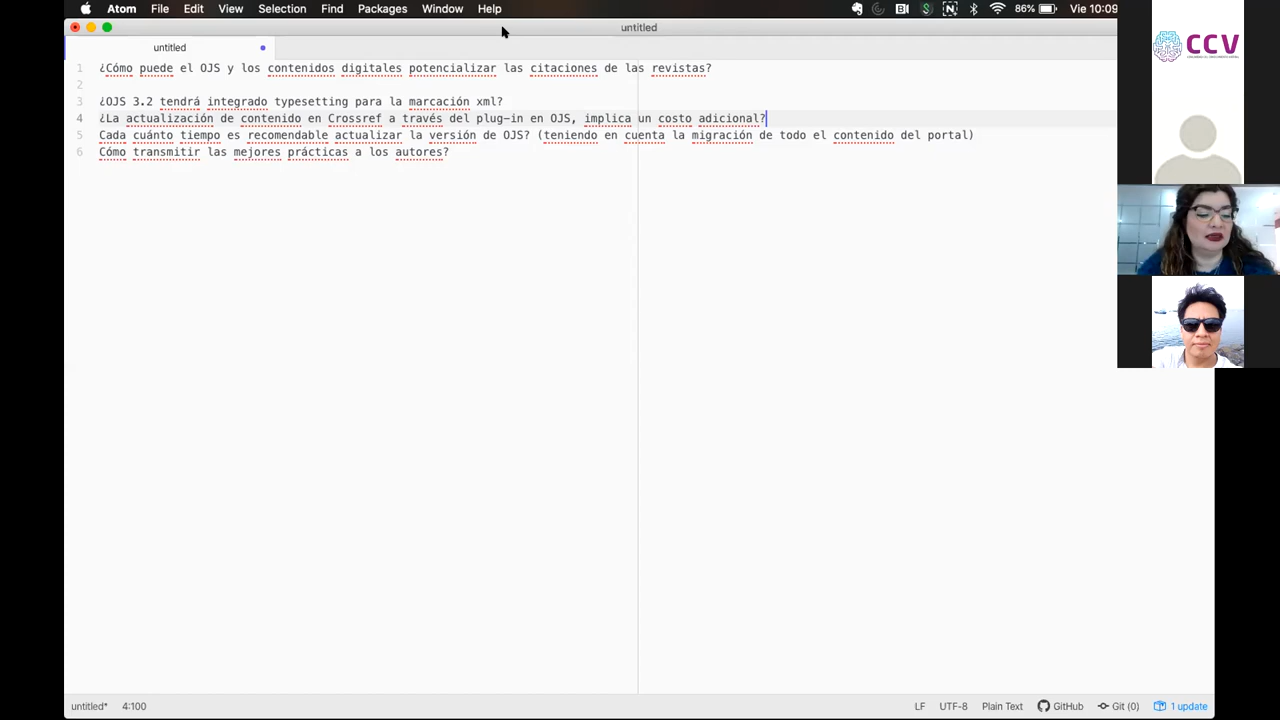 Atom File Edit View Selection Find Packages Window Help 86% Vie 10:09
untitled
untitled
CCV
1 ¿Cómo puede el OJS y los contenidos digitales potencializar las citaciones de las revistas?
2
3 ¿OJS 3.2 tendrá integrado typesetting para la marcación xml?
4 ¿La actualización de contenido en Crossref a través del plug-in en OJS, implica un costo adicional?
5 Cada cuánto tiempo es recomendable actualizar la versión de OJS? (teniendo en cuenta la migración de todo el contenido del portal)
6 Cómo transmitir las mejores prácticas a los autores?
untitled* 4:100 LF UTF-8 Plain Text GitHub Git (0) 1 update